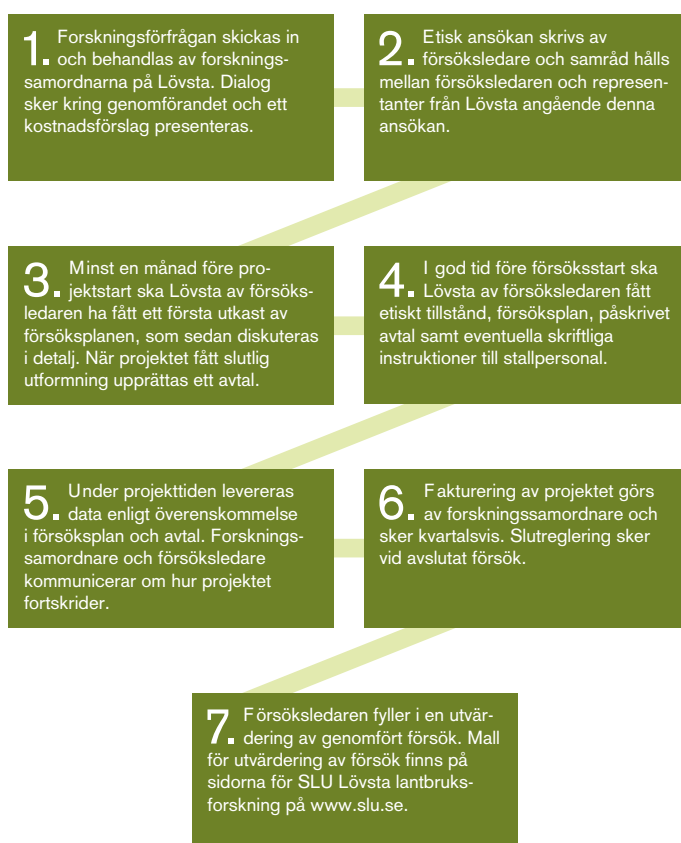 1. Forskningsförfrågan skickas in
och behandlas av forsknings-
samordnarna på Lövsta. Dialog
sker kring genomförandet och ett
kostnadsförslag presenteras.
2. Etisk ansökan skrivs av
försöksledare och samråd hålls
mellan försöksledaren och represen-
tanter från Lövsta angående denna
ansökan.
3. Minst en månad före pro-
jektstart ska Lövsta av försöks-
ledaren ha fått ett första utkast av
försöksplanen, som sedan diskuteras
i detalj. När projektet fått slutlig
utformning upprättas ett avtal.
4. I god tid före försöksstart ska
Lövsta av försöksledaren fått
etiskt tillstånd, försöksplan, påskrivet
avtal samt eventuella skriftliga
instruktioner till stallpersonal.
5. Under projekttiden levereras
data enligt överenskommelse
i försöksplan och avtal. Forsknings-
samordnare och försöksledare
kommunicerar om hur projektet
fortskrider.
6. Fakturering av projektet görs
av forskningssamordnare och
sker kvartalsvis. Slutreglering sker
vid avslutat försök.
7. Försöksledaren fyller i en utvär-
dering av genomfört försök. Mall
för utvärdering av försök finns på
sidorna för SLU Lövsta lantbruks-
forskning på www.slu.se.